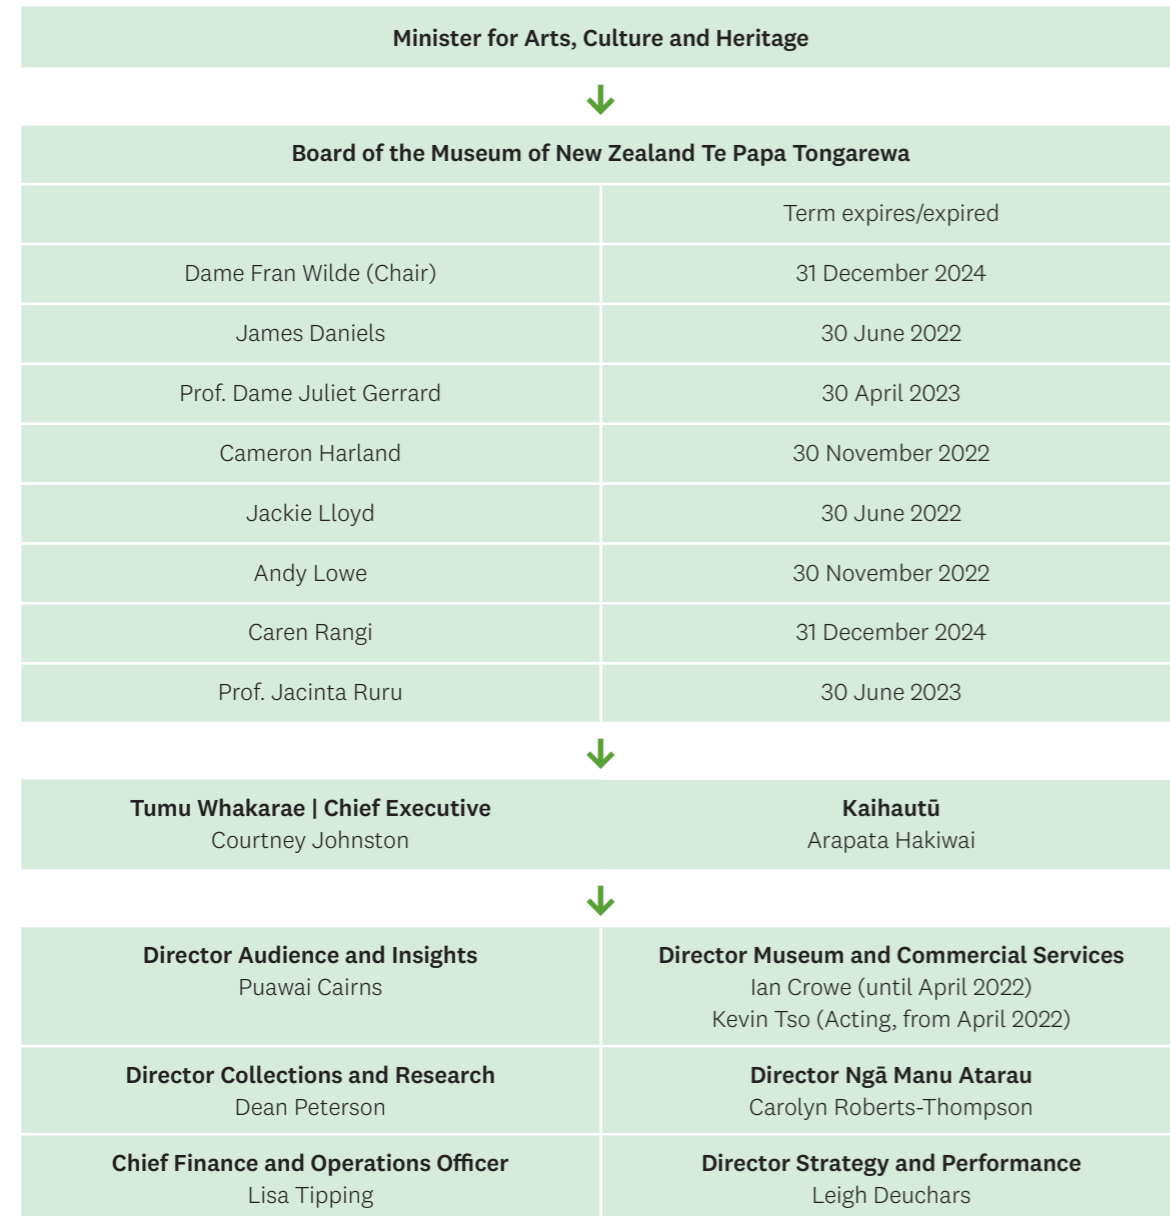 Minister for Arts, Culture and Heritage
Board of the Museum of New Zealand Te Papa Tongarewa
Term expires/expired
Dame Fran Wilde (Chair)
31 December 2024
James Daniels
30 June 2022
Prof. Dame Juliet Gerrard
30 April 2023
Cameron Harland
30 November 2022
Jackie Lloyd
30 June 2022
Andy Lowe
30 November 2022
Caren Rangi
31 December 2024
Prof. Jacinta Ruru
30 June 2023
Tumu Whakarae | Chief Executive
Courtney Johnston
Kaihautū
Arapata Hakiwai
Director Audience and Insights
Puawai Cairns
Director Museum and Commercial Services
Ian Crowe (until April 2022)
Kevin Tso (Acting, from April 2022)
Director Collections and Research
Dean Peterson
Director Ngā Manu Atarau
Carolyn Roberts-Thompson
Chief Finance and Operations Officer
Lisa Tipping
Director Strategy and Performance
Leigh Deuchars